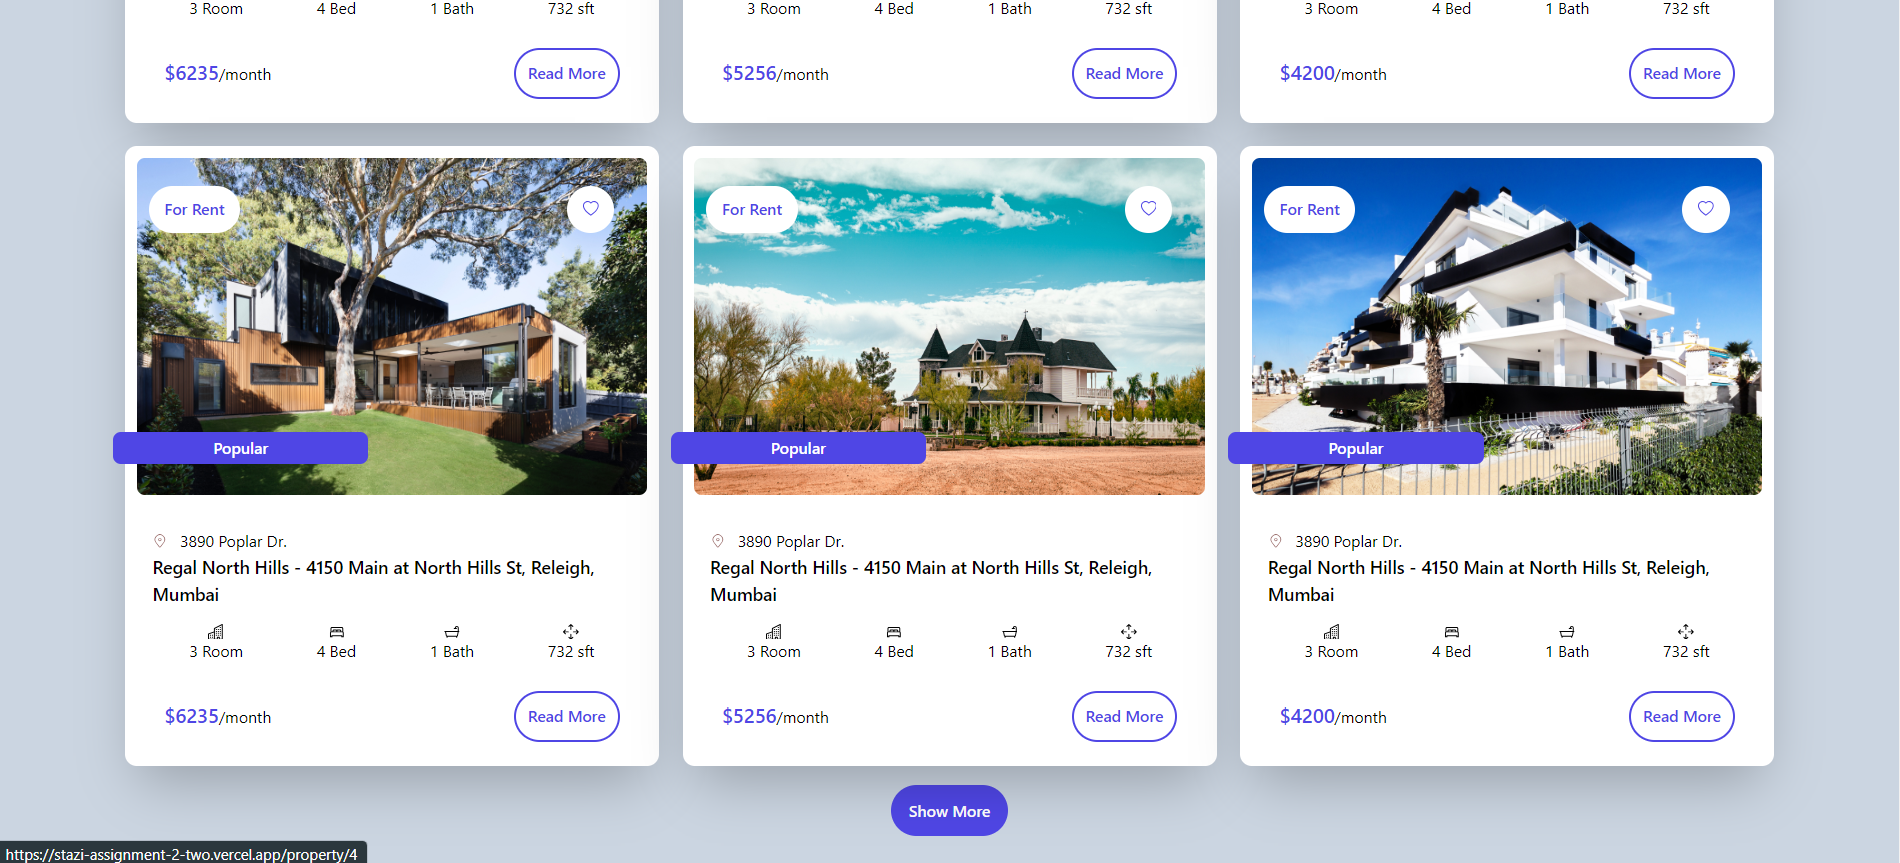 3 Room 4 Bed 1 Bath 732 sft
3 Room 4 Bed 1 Bath 732 sft
3 Room 4 Bed 1 Bath 732 sft
$6235/month Read More
$5256/month Read More
$4200/month Read More
For Rent
Popular
3890 Poplar Dr.
Regal North Hills - 4150 Main at North Hills St, Releigh,
Mumbai
3 Room 4 Bed 1 Bath 732 sft
$6235/month Read More
For Rent
Popular
3890 Poplar Dr.
Regal North Hills - 4150 Main at North Hills St, Releigh,
Mumbai
3 Room 4 Bed 1 Bath 732 sft
$5256/month Read More
For Rent
Popular
3890 Poplar Dr.
Regal North Hills - 4150 Main at North Hills St, Releigh,
Mumbai
3 Room 4 Bed 1 Bath 732 sft
$4200/month Read More
Show More
https://stazi-assignment-2-two.vercel.app/property/4